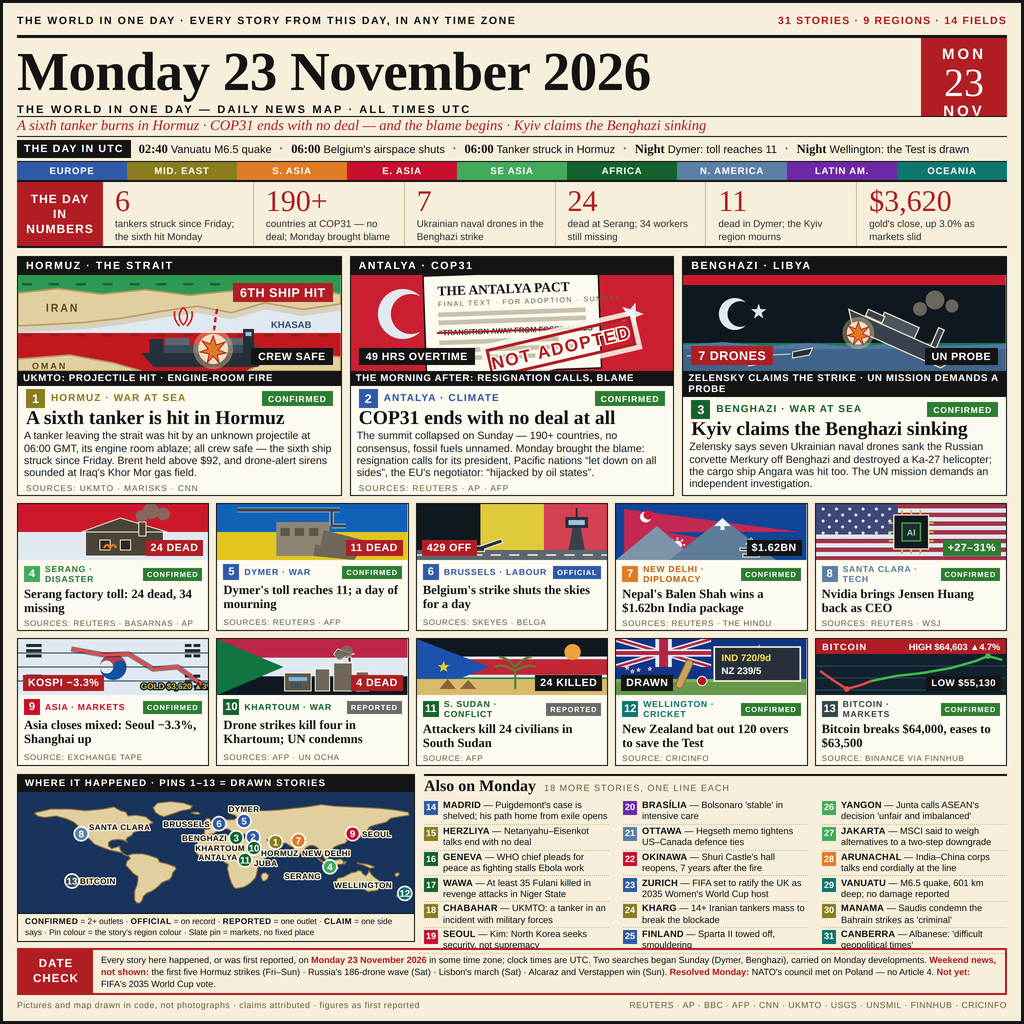 THE WORLD IN ONE DAY · EVERY STORY FROM THIS DAY, IN ANY TIME ZONE
31 STORIES · 9 REGIONS · 14 FIELDS
Monday 23 November 2026
THE WORLD IN ONE DAY — DAILY NEWS MAP · ALL TIMES UTC
MON
23
NOV
A sixth tanker burns in Hormuz · COP31 ends with no deal — and the blame begins · Kyiv claims the Benghazi sinking
THE DAY IN UTC 02:40 Vanuatu M6.5 quake · 06:00 Belgium's airspace shuts · 06:00 Tanker struck in Hormuz · Night Dymer: toll reaches 11 · Night Wellington: the Test is drawn
EUROPE MID. EAST S. ASIA E. ASIA SE ASIA AFRICA N. AMERICA LATIN AM. OCEANIA
THE DAY
IN
NUMBERS
6
tankers struck since Friday;
the sixth hit Monday
190+
countries at COP31 — no
deal; Monday brought blame
7
Ukrainian naval drones in the
Benghazi strike
24
dead at Serang; 34 workers
still missing
11
dead in Dymer; the Kyiv
region mourns
$3,620
gold's close, up 3.0% as
markets slid
HORMUZ · THE STRAIT
6TH SHIP HIT
IRAN
KHASAB
OMAN
CREW SAFE
UKMTO: PROJECTILE HIT · ENGINE-ROOM FIRE
1 HORMUZ · WAR AT SEA CONFIRMED
A sixth tanker is hit in Hormuz
A tanker leaving the strait was hit by an unknown projectile at
06:00 GMT, its engine room ablaze; all crew safe — the sixth ship
struck since Friday. Brent held above $92, and drone-alert sirens
sounded at Iraq's Khor Mor gas field.
SOURCES: UKMTO · MARISKS · CNN
ANTALYA · COP31
THE ANTALYA PACT
FINAL TEXT · FOR ADOPTION · SUNDAY
"TRANSITION AWAY FROM FOSSIL
NOT ADOPTED
49 HRS OVERTIME
THE MORNING AFTER: RESIGNATION CALLS, BLAME
2 ANTALYA · CLIMATE CONFIRMED
COP31 ends with no deal at all
The summit collapsed on Sunday — 190+ countries, no
consensus, fossil fuels unnamed. Monday brought the blame:
resignation calls for its president, Pacific nations “let down on all
sides”, the EU's negotiator: “hijacked by oil states”.
SOURCES: REUTERS · AP · AFP
BENGHAZI · LIBYA
7 DRONES
UN PROBE
ZELENSKY CLAIMS THE STRIKE · UN MISSION DEMANDS A
PROBE
3 BENGHAZI · WAR AT SEA CONFIRMED
Kyiv claims the Benghazi sinking
Zelensky says seven Ukrainian naval drones sank the Russian
corvette Merkury off Benghazi and destroyed a Ka-27 helicopter;
the cargo ship Angara was hit too. The UN mission demands an
independent investigation.
24 DEAD
4 SERANG ·
DISASTER
CONFIRMED
Serang factory toll: 24 dead, 34
missing
SOURCES: REUTERS · BASARNAS · AP
11 DEAD
5 DYMER · WAR CONFIRMED
Dymer's toll reaches 11; a day of
mourning
SOURCES: REUTERS · AFP
429 OFF
6 BRUSSELS · LABOUR OFFICIAL
Belgium's strike shuts the skies
for a day
SOURCES: SKEYES · BELGA
$1.62BN
7 NEW DELHI ·
DIPLOMACY
CONFIRMED
Nepal's Balen Shah wins a
$1.62bn India package
SOURCES: REUTERS · THE HINDU
AI
+27–31%
8 SANTA CLARA ·
TECH
CONFIRMED
Nvidia brings Jensen Huang
back as CEO
SOURCES: REUTERS · WSJ
KOSPI −3.3%
GOLD $3,620 ▲3
9 ASIA · MARKETS CONFIRMED
Asia closes mixed: Seoul −3.3%,
Shanghai up
SOURCE: EXCHANGE TAPE
UN
4 DEAD
10 KHARTOUM · WAR REPORTED
Drone strikes kill four in
Khartoum; UN condemns
SOURCES: AFP · UN OCHA
24 KILLED
11 S. SUDAN ·
CONFLICT
REPORTED
Attackers kill 24 civilians in
South Sudan
SOURCE: AFP
IND 720/9d
NZ 239/5
DRAWN
12 WELLINGTON ·
CRICKET
CONFIRMED
New Zealand bat out 120 overs
to save the Test
SOURCE: CRICINFO
BITCOIN HIGH $64,603 ▲4.7%
LOW $55,130
13 BITCOIN ·
MARKETS
CONFIRMED
Bitcoin breaks $64,000, eases to
$63,500
SOURCE: FINNHUB
WHERE IT HAPPENED · PINS 1–13 = DRAWN STORIES
DYMER
5
BRUSSELS 6
8 SANTA CLARA
9 SEOUL
BENGHAZI 3 2
1 7
KHARTOUM 10
HORMUZ NEW DELHI
ANTALYA 11 JUBA
4
SERANG
13 BITCOIN
WELLINGTON
12
CONFIRMED = 2+ outlets · OFFICIAL = on record · REPORTED = one outlet · CLAIM = one side
says · Pin colour = the story's region colour · Slate pin = markets, no fixed place
Also on Monday 18 MORE STORIES, ONE LINE EACH
14 MADRID — Puigdemont's case is
shelved; his path home from exile opens
15 HERZLIYA — Netanyahu–Eisenkot
talks end with no deal
16 GENEVA — WHO chief pleads for
peace as fighting stalls Ebola work
17 WAWA — At least 35 Fulani killed in
revenge attacks in Niger State
18 CHABAHAR — UKMTO: a tanker in an
incident with military forces
19 SEOUL — Kim: North Korea seeks
security, not supremacy
20 BRASÍLIA — Bolsonaro 'stable' in
intensive care
21 OTTAWA — Hegseth memo tightens
US–Canada defence ties
22 OKINAWA — Shuri Castle's hall
reopens, 7 years after the fire
23 ZURICH — FIFA set to ratify the UK as
2035 Women's World Cup host
24 KHARG — 14+ Iranian tankers mass to
break the blockade
25 FINLAND — Sparta II towed off,
smouldering
26 YANGON — Junta calls ASEAN's
decision 'unfair and imbalanced'
27 JAKARTA — MSCI said to weigh
alternatives to a two-step downgrade
28 ARUNACHAL — India–China corps
talks end cordially at the line
29 VANUATU — M6.5 quake, 601 km
deep; no damage reported
30 MANAMA — Saudis condemn the
Bahrain strikes as 'criminal'
31 CANBERRA — Albanese: 'difficult
geopolitical times'
DATE
CHECK
Every story here happened, or was first reported, on Monday 23 November 2026 in some time zone; clock times are UTC. Two searches began Sunday (Dymer, Benghazi), carried on Monday developments. Weekend news,
not shown: the first five Hormuz strikes (Fri–Sun) · Russia's 186-drone wave (Sat) · Lisbon's march (Sat) · Alcaraz and Verstappen win (Sun). Resolved Monday: NATO's council met on Poland — no Article 4. Not yet:
FIFA's 2035 World Cup vote.
Pictures and map drawn in code, not photographs · claims attributed · figures as first reported
REUTERS · AP · BBC · AFP · CNN · UKMTO · USGS · UNSMIL · FINNHUB · CRICINFO